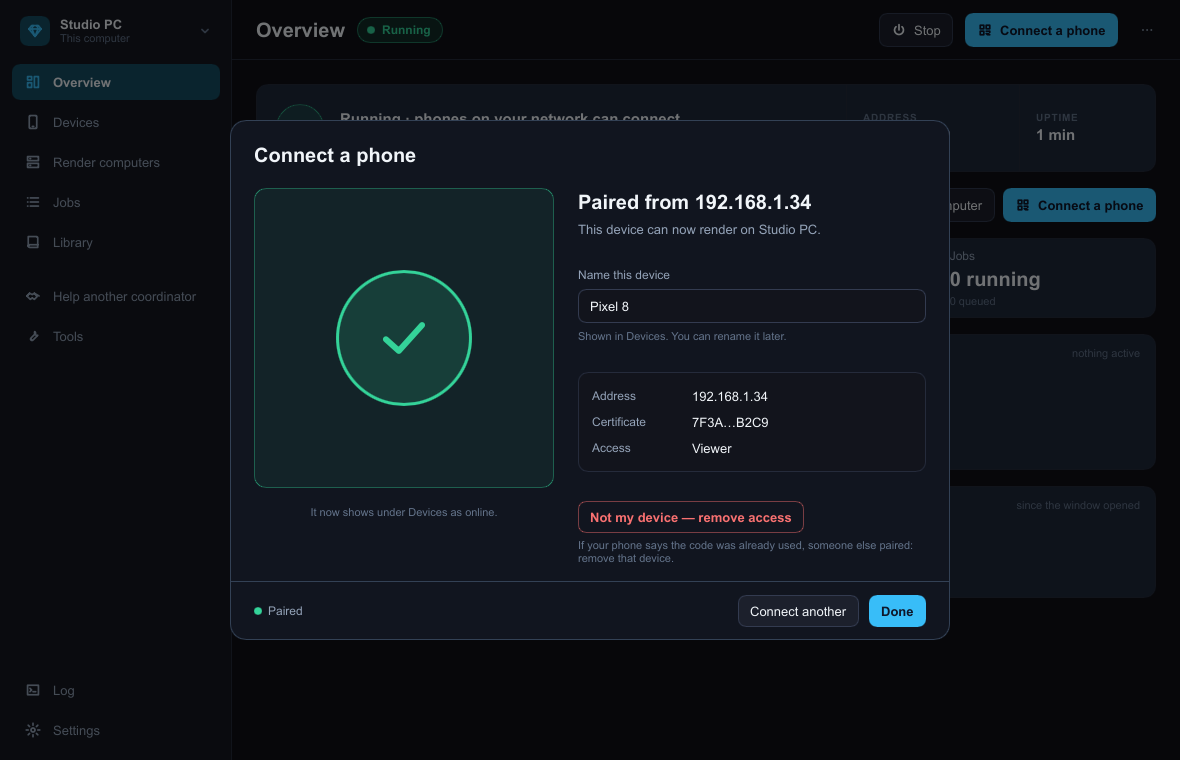 Studio PC
This computer
Overview
Devices
Render computers
Jobs
Library
Help another coordinator
Tools
Log
Settings
Overview
Running
Stop
Connect a phone
Running · phones on your network can connect
ADDRESS
UPTIME
1 min
Connect a phone
Jobs
0 running
0 queued
nothing active
since the window opened
Connect a phone
It now shows under Devices as online.
Paired from 192.168.1.34
This device can now render on Studio PC.
Name this device
Pixel 8
Shown in Devices. You can rename it later.
Address 192.168.1.34
Certificate 7F3A…B2C9
Access Viewer
Not my device — remove access
If your phone says the code was already used, someone else paired:
remove that device.
Paired
Connect another
Done